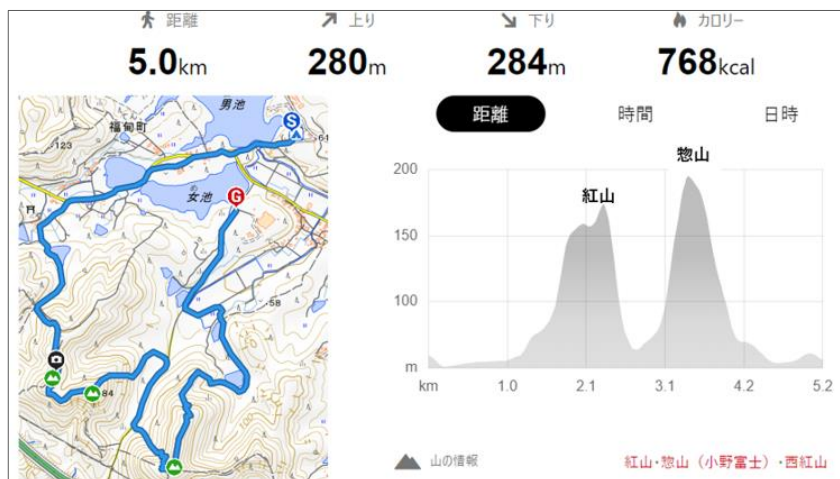 距離
上り
下り
カロリー
5.0km
280m
284m
768kcal
男池
S
福甸町
61
123
め
女池
G
58
84
距離
時間
日時
惣山
紅山
200
150
100
m
km
1.0
2.1
3.1
4.2
5.2
山の情報
紅山・惣山（小野富士）・西紅山